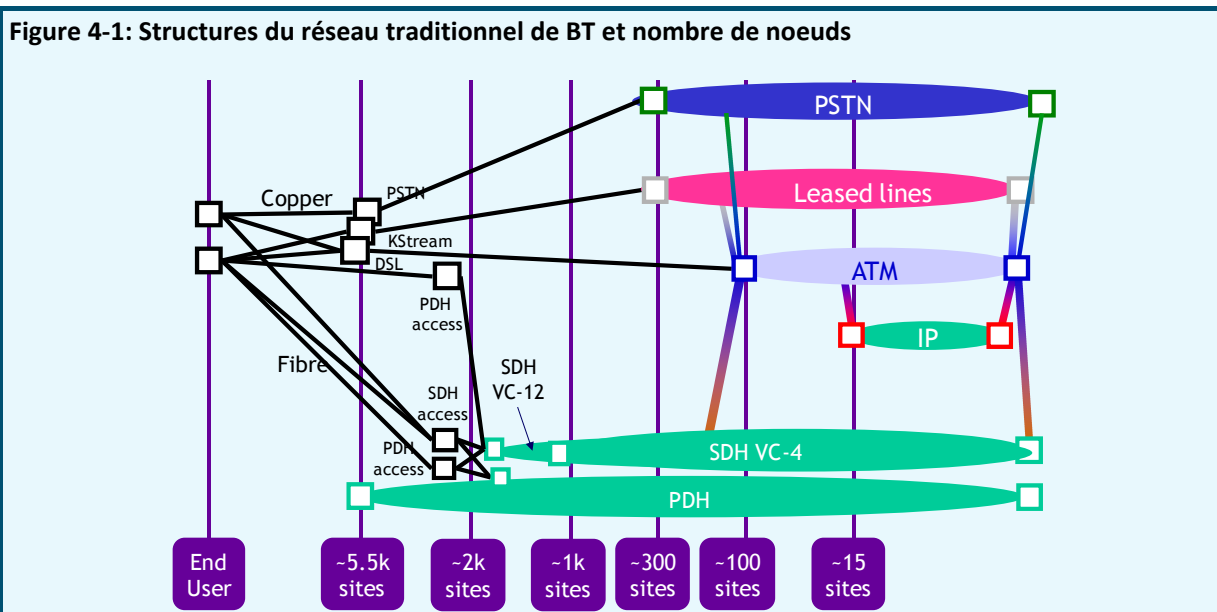 Figure 4-1: Structures du réseau traditionnel de BT et nombre de noeuds
PSTN
Copper
PSTN
Leased lines
KStream
DSL
ATM
PDH
access
IP
Fibre
SDH
VC-12
SDH
access
PDH
access
SDH VC-4
PDH
End
User
~5.5k
sites
~2k
sites
~1k
sites
~300
sites
~100
sites
~15
sites